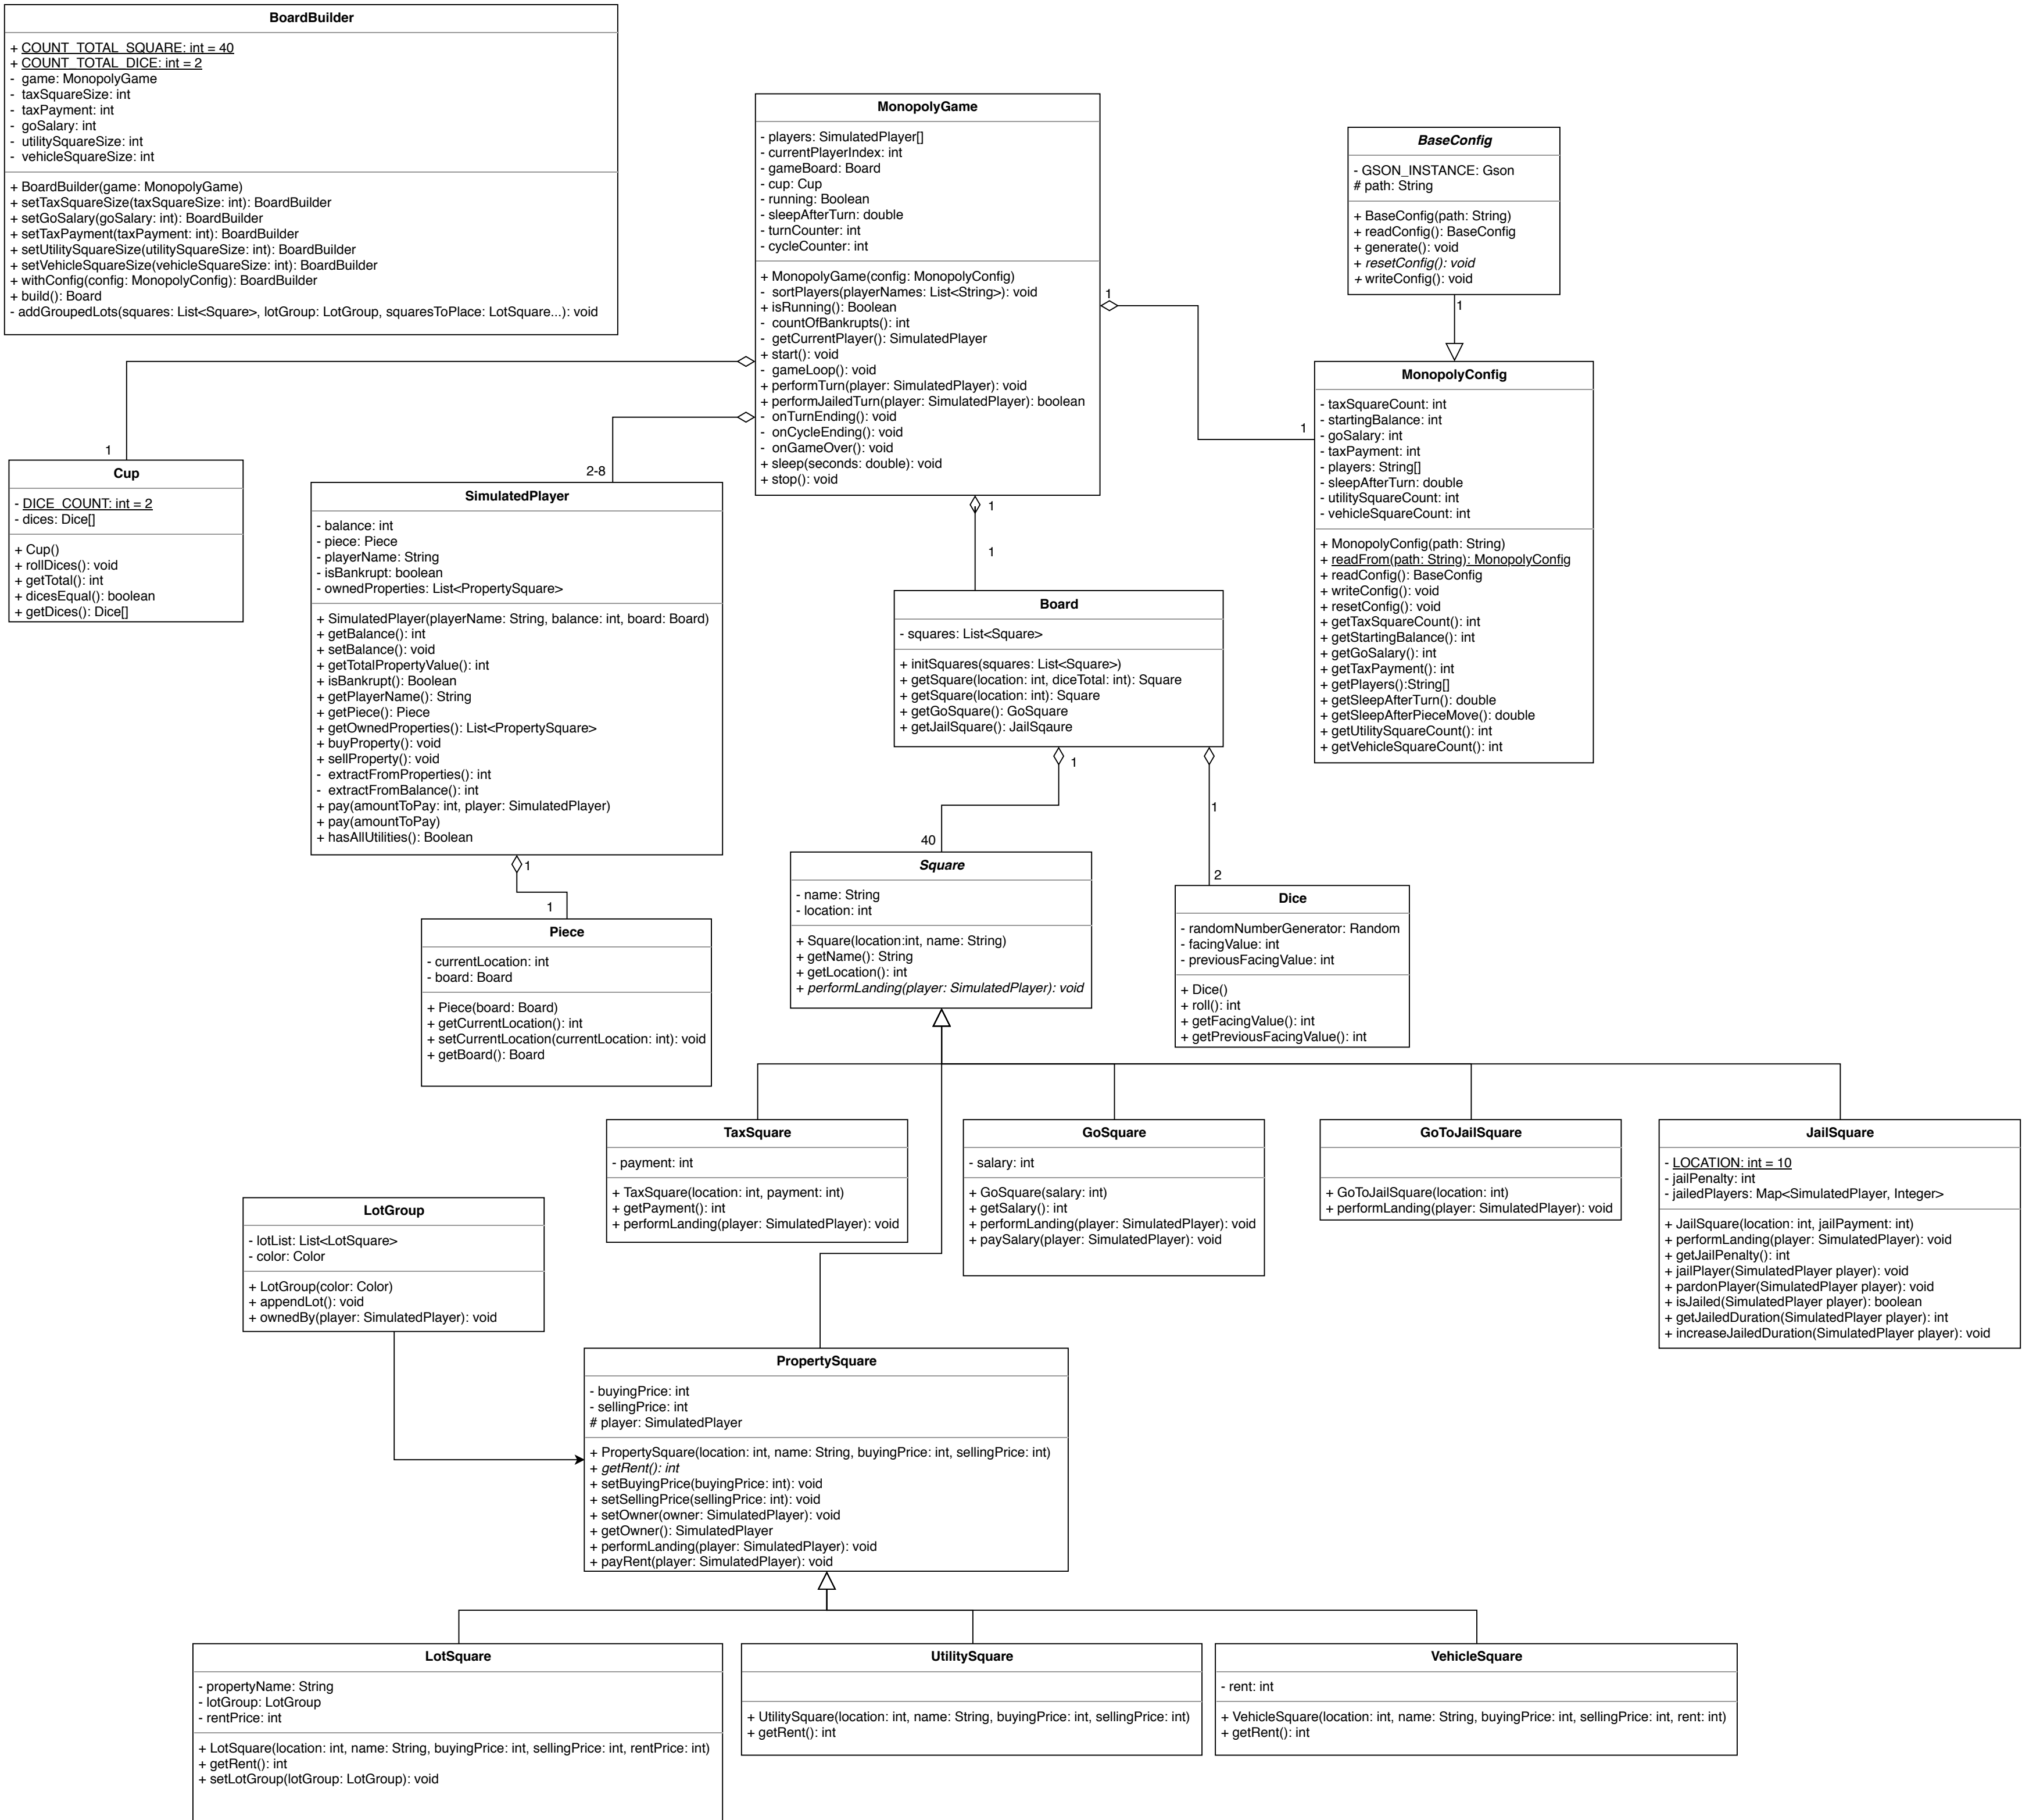 BoardBuilder
+ COUNT_TOTAL_SQUARE: int = 40
+ COUNT_TOTAL_DICE: int = 2
- game: MonopolyGame
- taxSquareSize: int
- taxPayment: int
- goSalary: int
- utilitySquareSize: int
- vehicleSquareSize: int
+ BoardBuilder(game: MonopolyGame)
+ setTaxSquareSize(taxSquareSize: int): BoardBuilder
+ setGoSalary(goSalary: int): BoardBuilder
+ setTaxPayment(taxPayment: int): BoardBuilder
+ setUtilitySquareSize(utilitySquareSize: int): BoardBuilder
+ setVehicleSquareSize(vehicleSquareSize: int): BoardBuilder
+ withConfig(config: MonopolyConfig): BoardBuilder
+ build(): Board
- addGroupedLots(squares: List<Square>, lotGroup: LotGroup, squaresToPlace: LotSquare...): void
MonopolyGame
- players: SimulatedPlayer[]
- currentPlayerIndex: int
- gameBoard: Board
- cup: Cup
- running: Boolean
- sleepAfterTurn: double
- turnCounter: int
- cycleCounter: int
+ MonopolyGame(config: MonopolyConfig)
- sortPlayers(playerNames: List<String>): void
+ isRunning(): Boolean
- countOfBankrupts(): int
- getCurrentPlayer(): SimulatedPlayer
+ start(): void
- gameLoop(): void
+ performTurn(player: SimulatedPlayer): void
+ performJailedTurn(player: SimulatedPlayer): boolean
- onTurnEnding(): void
- onCycleEnding(): void
- onGameOver(): void
+ sleep(seconds: double): void
+ stop(): void
BaseConfig
- GSON_INSTANCE: Gson
# path: String
+ BaseConfig(path: String)
+ readConfig(): BaseConfig
+ generate(): void
+ resetConfig(): void
+ writeConfig(): void
1
1
1
MonopolyConfig
- taxSquareCount: int
- startingBalance: int
- goSalary: int
- taxPayment: int
- players: String[]
- sleepAfterTurn: double
- utilitySquareCount: int
- vehicleSquareCount: int
+ MonopolyConfig(path: String)
+ readFrom(path: String): MonopolyConfig
+ readConfig(): BaseConfig
+ writeConfig(): void
+ resetConfig(): void
+ getTaxSquareCount(): int
+ getStartingBalance(): int
+ getGoSalary(): int
+ getTaxPayment(): int
+ getPlayers():String[]
+ getSleepAfterTurn(): double
+ getSleepAfterPieceMove(): double
+ getUtilitySquareCount(): int
+ getVehicleSquareCount(): int
1
Cup
- DICE_COUNT: int = 2
- dices: Dice[]
+ Cup()
+ rollDices(): void
+ getTotal(): int
+ dicesEqual(): boolean
+ getDices(): Dice[]
2-8
SimulatedPlayer
- balance: int
- piece: Piece
- playerName: String
- isBankrupt: boolean
- ownedProperties: List<PropertySquare>
+ SimulatedPlayer(playerName: String, balance: int, board: Board)
+ getBalance(): int
+ setBalance(): void
+ getTotalPropertyValue(): int
+ isBankrupt(): Boolean
+ getPlayerName(): String
+ getPiece(): Piece
+ getOwnedProperties(): List<PropertySquare>
+ buyProperty(): void
+ sellProperty(): void
- extractFromProperties(): int
- extractFromBalance(): int
+ pay(amountToPay: int, player: SimulatedPlayer)
+ pay(amountToPay)
+ hasAllUtilities(): Boolean
1
1
Board
- squares: List<Square>
+ initSquares(squares: List<Square>)
+ getSquare(location: int, diceTotal: int): Square
+ getSquare(location: int): Square
+ getGoSquare(): GoSquare
+ getJailSquare(): JailSqaure
1
1
40
2
1
1
Piece
- currentLocation: int
- board: Board
+ Piece(board: Board)
+ getCurrentLocation(): int
+ setCurrentLocation(currentLocation: int): void
+ getBoard(): Board
Square
- name: String
- location: int
+ Square(location:int, name: String)
+ getName(): String
+ getLocation(): int
+ performLanding(player: SimulatedPlayer): void
Dice
- randomNumberGenerator: Random
- facingValue: int
- previousFacingValue: int
+ Dice()
+ roll(): int
+ getFacingValue(): int
+ getPreviousFacingValue(): int
TaxSquare
- payment: int
+ TaxSquare(location: int, payment: int)
+ getPayment(): int
+ performLanding(player: SimulatedPlayer): void
GoSquare
- salary: int
+ GoSquare(salary: int)
+ getSalary(): int
+ performLanding(player: SimulatedPlayer): void
+ paySalary(player: SimulatedPlayer): void
GoToJailSquare
+ GoToJailSquare(location: int)
+ performLanding(player: SimulatedPlayer): void
JailSquare
- LOCATION: int = 10
- jailPenalty: int
- jailedPlayers: Map<SimulatedPlayer, Integer>
+ JailSquare(location: int, jailPayment: int)
+ performLanding(player: SimulatedPlayer): void
+ getJailPenalty(): int
+ jailPlayer(SimulatedPlayer player): void
+ pardonPlayer(SimulatedPlayer player): void
+ isJailed(SimulatedPlayer player): boolean
+ getJailedDuration(SimulatedPlayer player): int
+ increaseJailedDuration(SimulatedPlayer player): void
LotGroup
- lotList: List<LotSquare>
- color: Color
+ LotGroup(color: Color)
+ appendLot(): void
+ ownedBy(player: SimulatedPlayer): void
PropertySquare
- buyingPrice: int
- sellingPrice: int
# player: SimulatedPlayer
+ PropertySquare(location: int, name: String, buyingPrice: int, sellingPrice: int)
+ getRent(): int
+ setBuyingPrice(buyingPrice: int): void
+ setSellingPrice(sellingPrice: int): void
+ setOwner(owner: SimulatedPlayer): void
+ getOwner(): SimulatedPlayer
+ performLanding(player: SimulatedPlayer): void
+ payRent(player: SimulatedPlayer): void
LotSquare
- propertyName: String
- lotGroup: LotGroup
- rentPrice: int
+ LotSquare(location: int, name: String, buyingPrice: int, sellingPrice: int, rentPrice: int)
+ getRent(): int
+ setLotGroup(lotGroup: LotGroup): void
UtilitySquare
+ UtilitySquare(location: int, name: String, buyingPrice: int, sellingPrice: int)
+ getRent(): int
VehicleSquare
- rent: int
+ VehicleSquare(location: int, name: String, buyingPrice: int, sellingPrice: int, rent: int)
+ getRent(): int